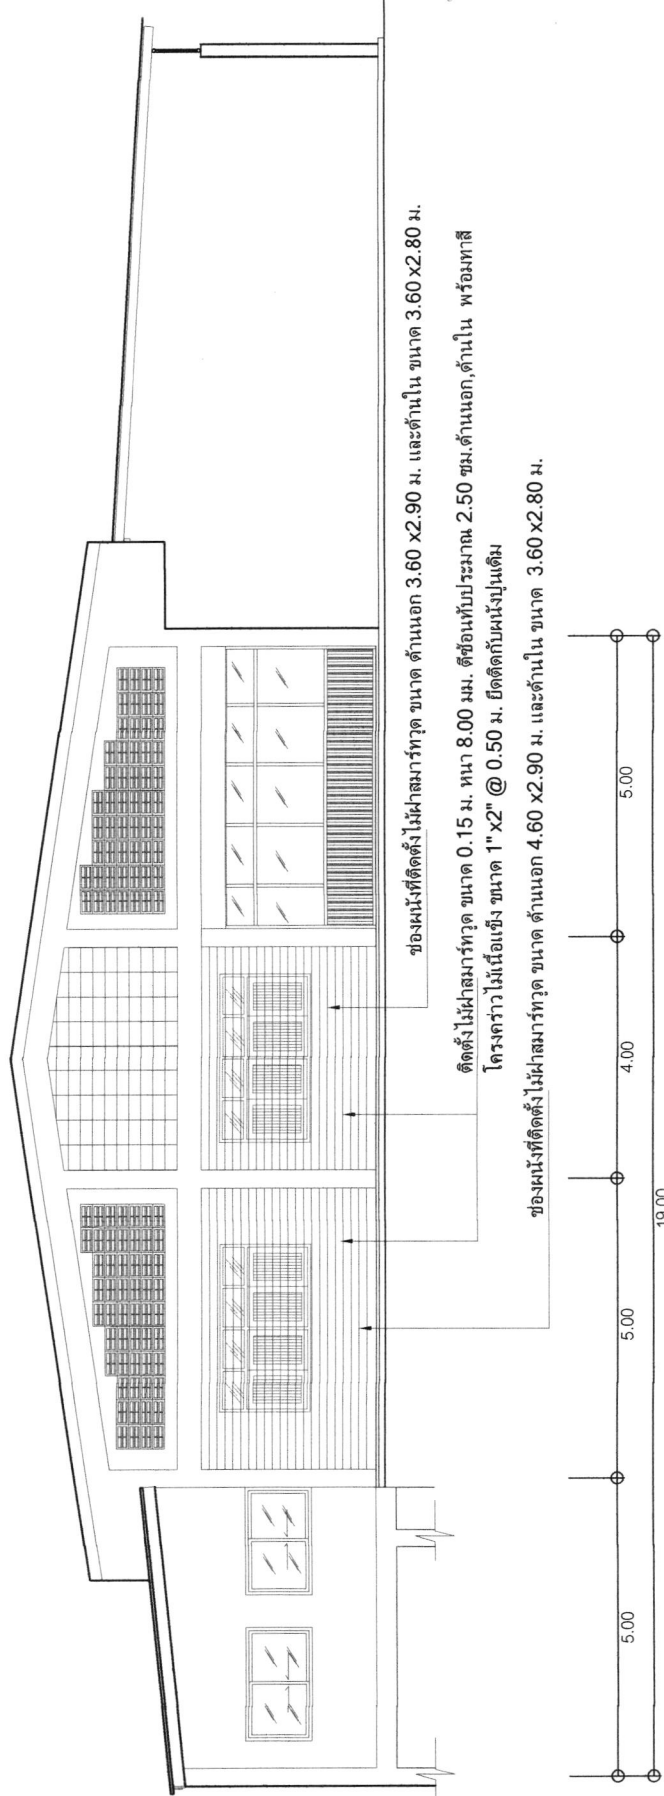 ช่องผนังที่ติดตั้งไม้ฝาสมาร์ทวูด ขนาด ด้านนอก 3.60 x2.90 ม. และด้านใน ขนาด 3.60 x2.80 ม.
ติดตั้งไม้ฝาสมาร์ทวูด ขนาด 0.15 ม. หนา 8.00 มม. ตีซ้อนทับประมาณ 2.50 ซม.ด้านนอก,ด้านใน พร้อมทาสี
โครงคร่าวไม้เนื้อแข็ง ขนาด 1" x2" @ 0.50 ม. ยึดติดกับผนังปูนเดิม
ช่องผนังที่ติดตั้งไม้ฝาสมาร์ทวูด ขนาด ด้านนอก 4.60 x2.90 ม. และด้านใน ขนาด 3.60 x2.80 ม.
5.00 5.00 4.00 5.00
19.00